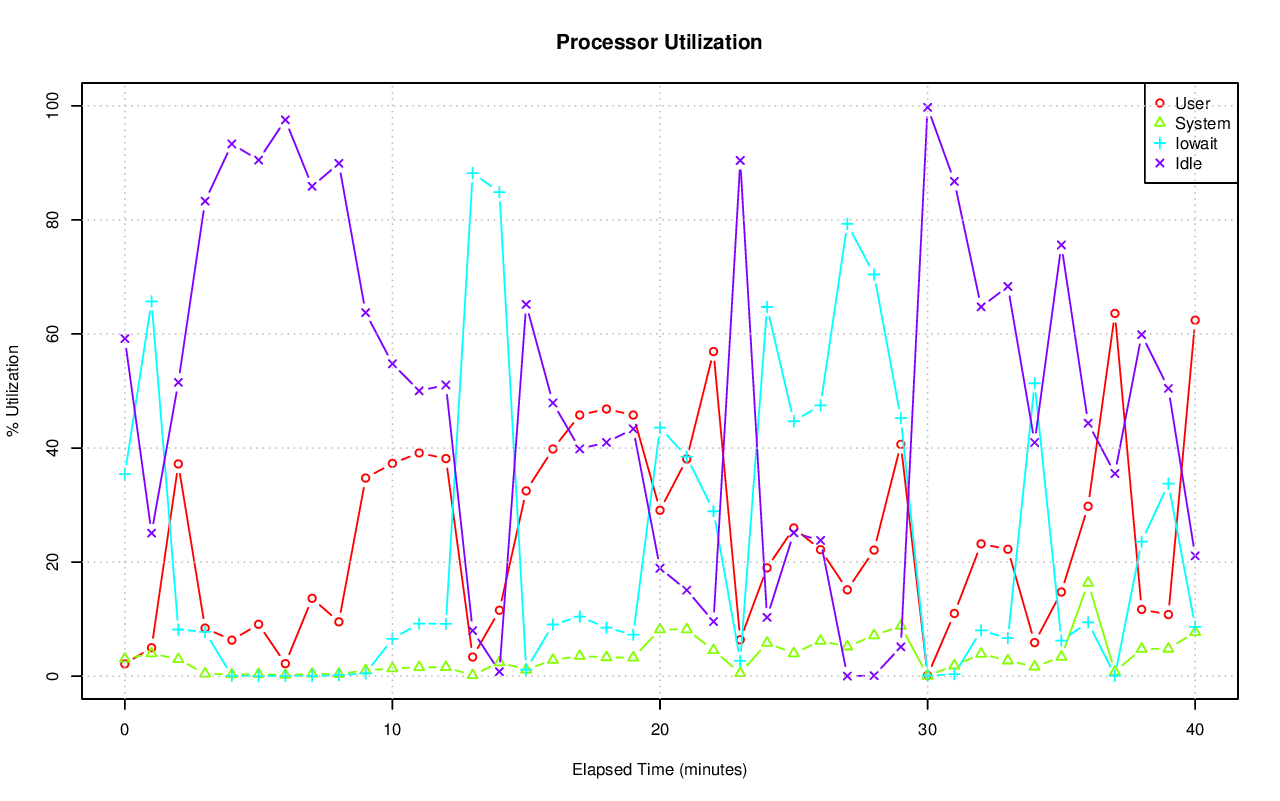 Processor Utilization
% Utilization
100
80
60
40
20
0
User
System
Iowait
Idle
0 10 20 30 40
Elapsed Time (minutes)